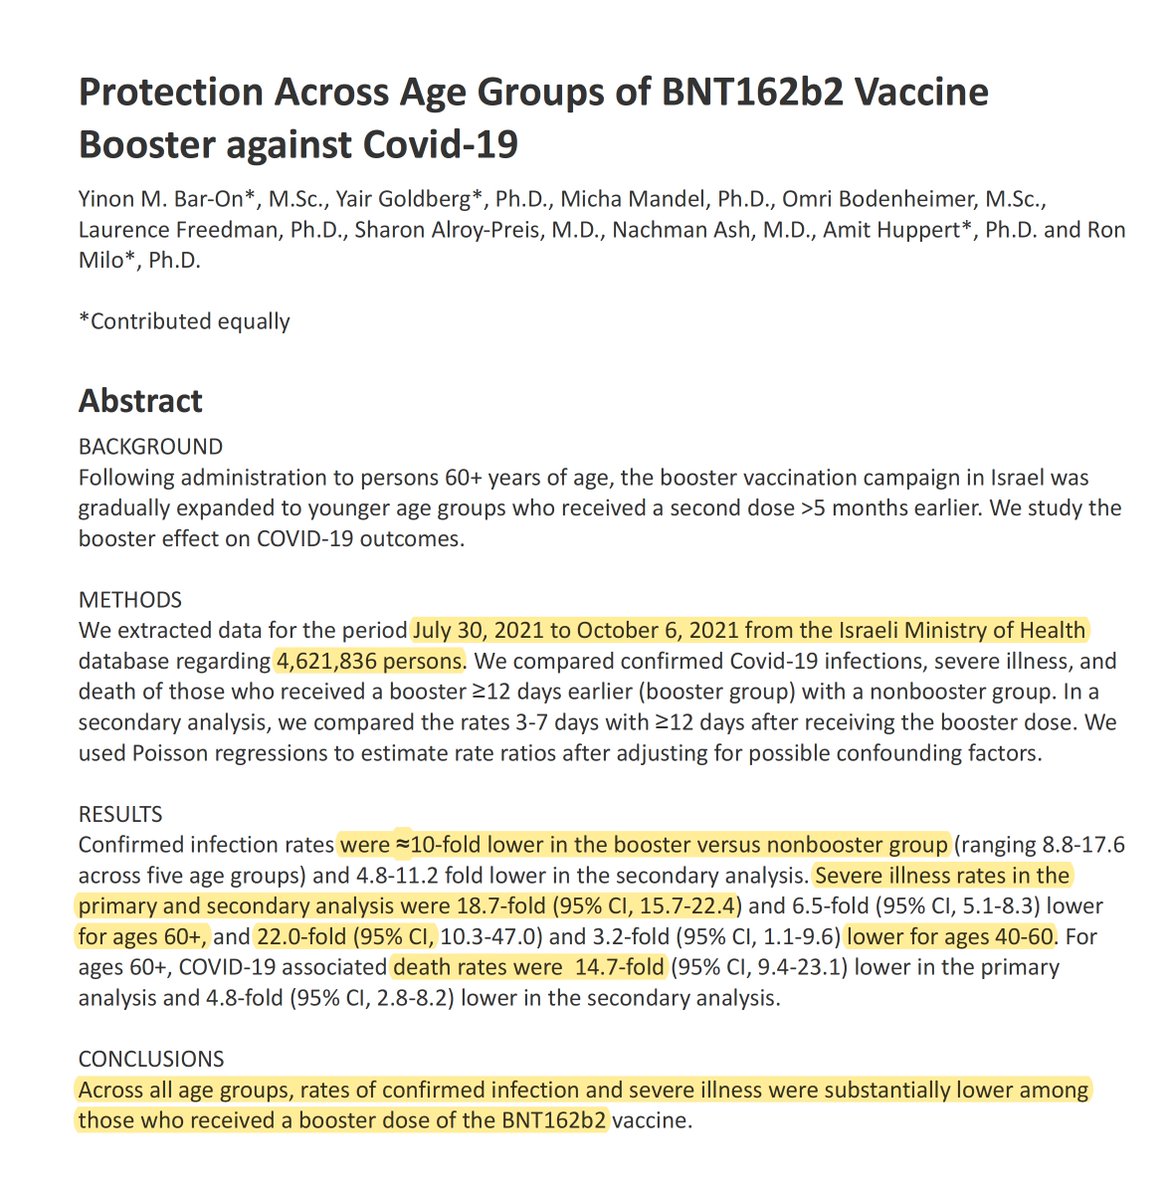 Protection Across Age Groups of BNT162b2 Vaccine
Booster against Covid-19
Yinon M. Bar-On*, M.Sc., Yair Goldberg*, Ph.D., Micha Mandel, Ph.D., Omri Bodenheimer, M.Sc.,
Laurence Freedman, Ph.D., Sharon Alroy-Preis, M.D., Nachman Ash, M.D., Amit Huppert*, Ph.D. and Ron
Milo*, Ph.D.
*Contributed equally
Abstract
BACKGROUND
Following administration to persons 60+ years of age, the booster vaccination campaign in Israel was
gradually expanded to younger age groups who received a second dose >5 months earlier. We study the
booster effect on COVID-19 outcomes.
METHODS
We extracted data for the period July 30, 2021 to October 6, 2021 from the Israeli Ministry of Health
database regarding 4,621,836 persons. We compared confirmed Covid-19 infections, severe illness, and
death of those who received a booster ≥12 days earlier (booster group) with a nonbooster group. In a
secondary analysis, we compared the rates 3-7 days with ≥12 days after receiving the booster dose. We
used Poisson regressions to estimate rate ratios after adjusting for possible confounding factors.
RESULTS
Confirmed infection rates were ≈10-fold lower in the booster versus nonbooster group (ranging 8.8-17.6
across five age groups) and 4.8-11.2 fold lower in the secondary analysis. Severe illness rates in the
primary and secondary analysis were 18.7-fold (95% CI, 15.7-22.4) and 6.5-fold (95% CI, 5.1-8.3) lower
for ages 60+, and 22.0-fold (95% CI, 10.3-47.0) and 3.2-fold (95% CI, 1.1-9.6) lower for ages 40-60. For
ages 60+, COVID-19 associated death rates were 14.7-fold (95% CI, 9.4-23.1) lower in the primary
analysis and 4.8-fold (95% CI, 2.8-8.2) lower in the secondary analysis.
CONCLUSIONS
Across all age groups, rates of confirmed infection and severe illness were substantially lower among
those who received a booster dose of the BNT162b2 vaccine.